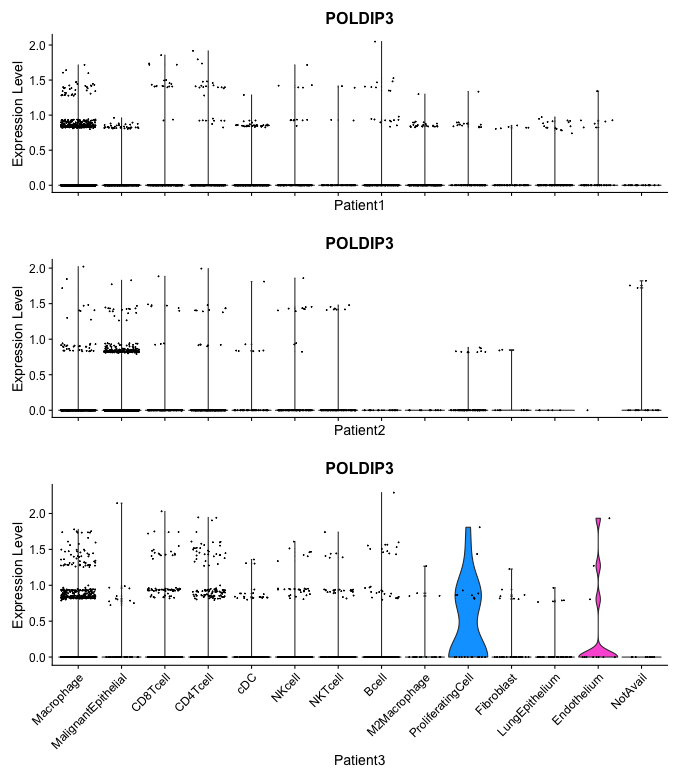 POLDIP3
Expression Level
2.0
1.5
1.0
0.5
0.0
Patient1
POLDIP3
Expression Level
2.0
1.5
1.0
0.5
0.0
Patient2
POLDIP3
Expression Level
2.0
1.5
1.0
0.5
0.0
Macrophage
MalignantEpithelial
CD8Tcell
CD4Tcell
cDC
NKcell
NKTcell
Bcell
M2Macrophage
ProliferatingCell
Fibroblast
LungEpithelium
Endothelium
NotAvail
Patient3